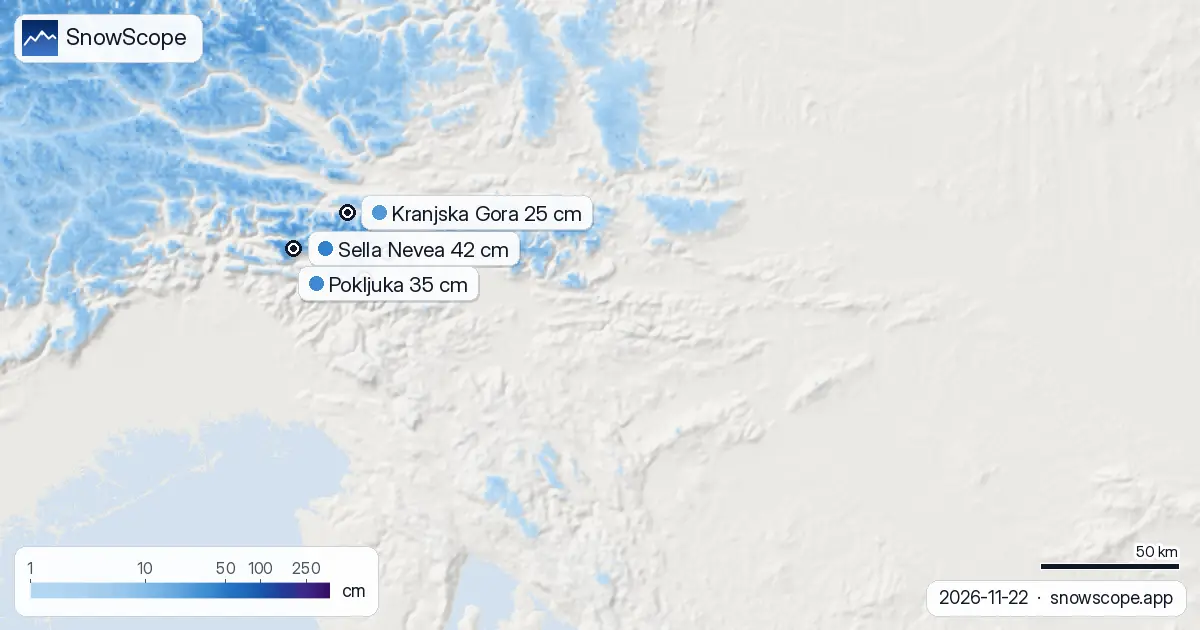 SnowScope
Kranjska Gora 25 cm
Sella Nevea 42 cm
Pokljuka 35 cm
1 10 50 100 250
cm
50 km
2026-11-22 · snowscope.app